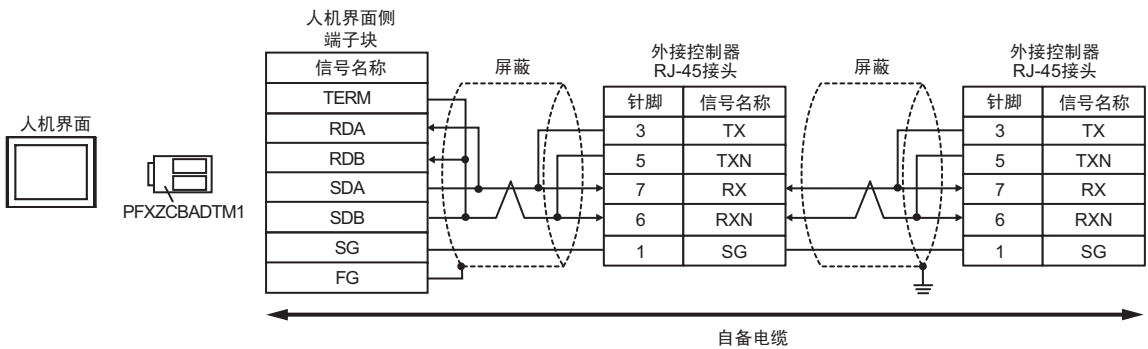 人机界面
PFXZCBADTM1
人机界面侧
端子块
信号名称
TERM
RDA
RDB
SDA
SDB
SG
FG
屏蔽
外接控制器
RJ-45接头
针脚 信号名称
3 TX
5 TXN
7 RX
6 RXN
1 SG
屏蔽
外接控制器
RJ-45接头
针脚 信号名称
3 TX
5 TXN
7 RX
6 RXN
1 SG
自备电缆